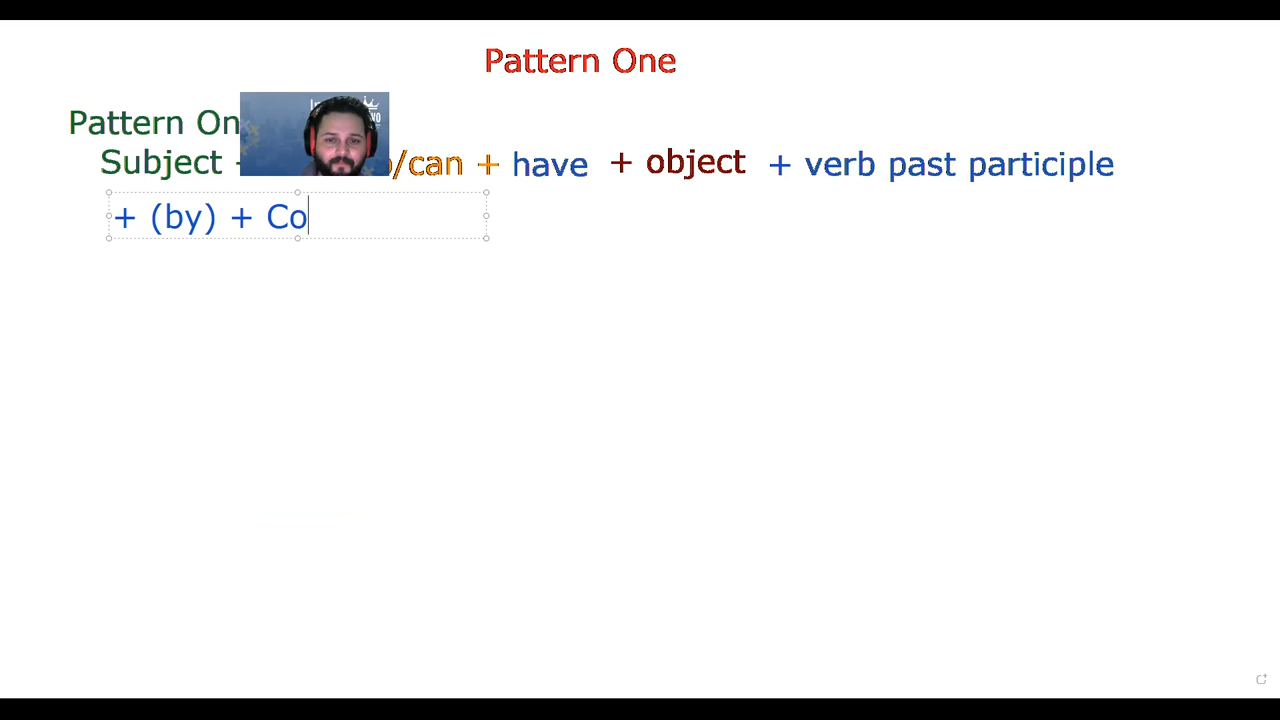 Pattern One
Pattern On
Subject + /can + have + object + verb past participle
+ (by) + Co